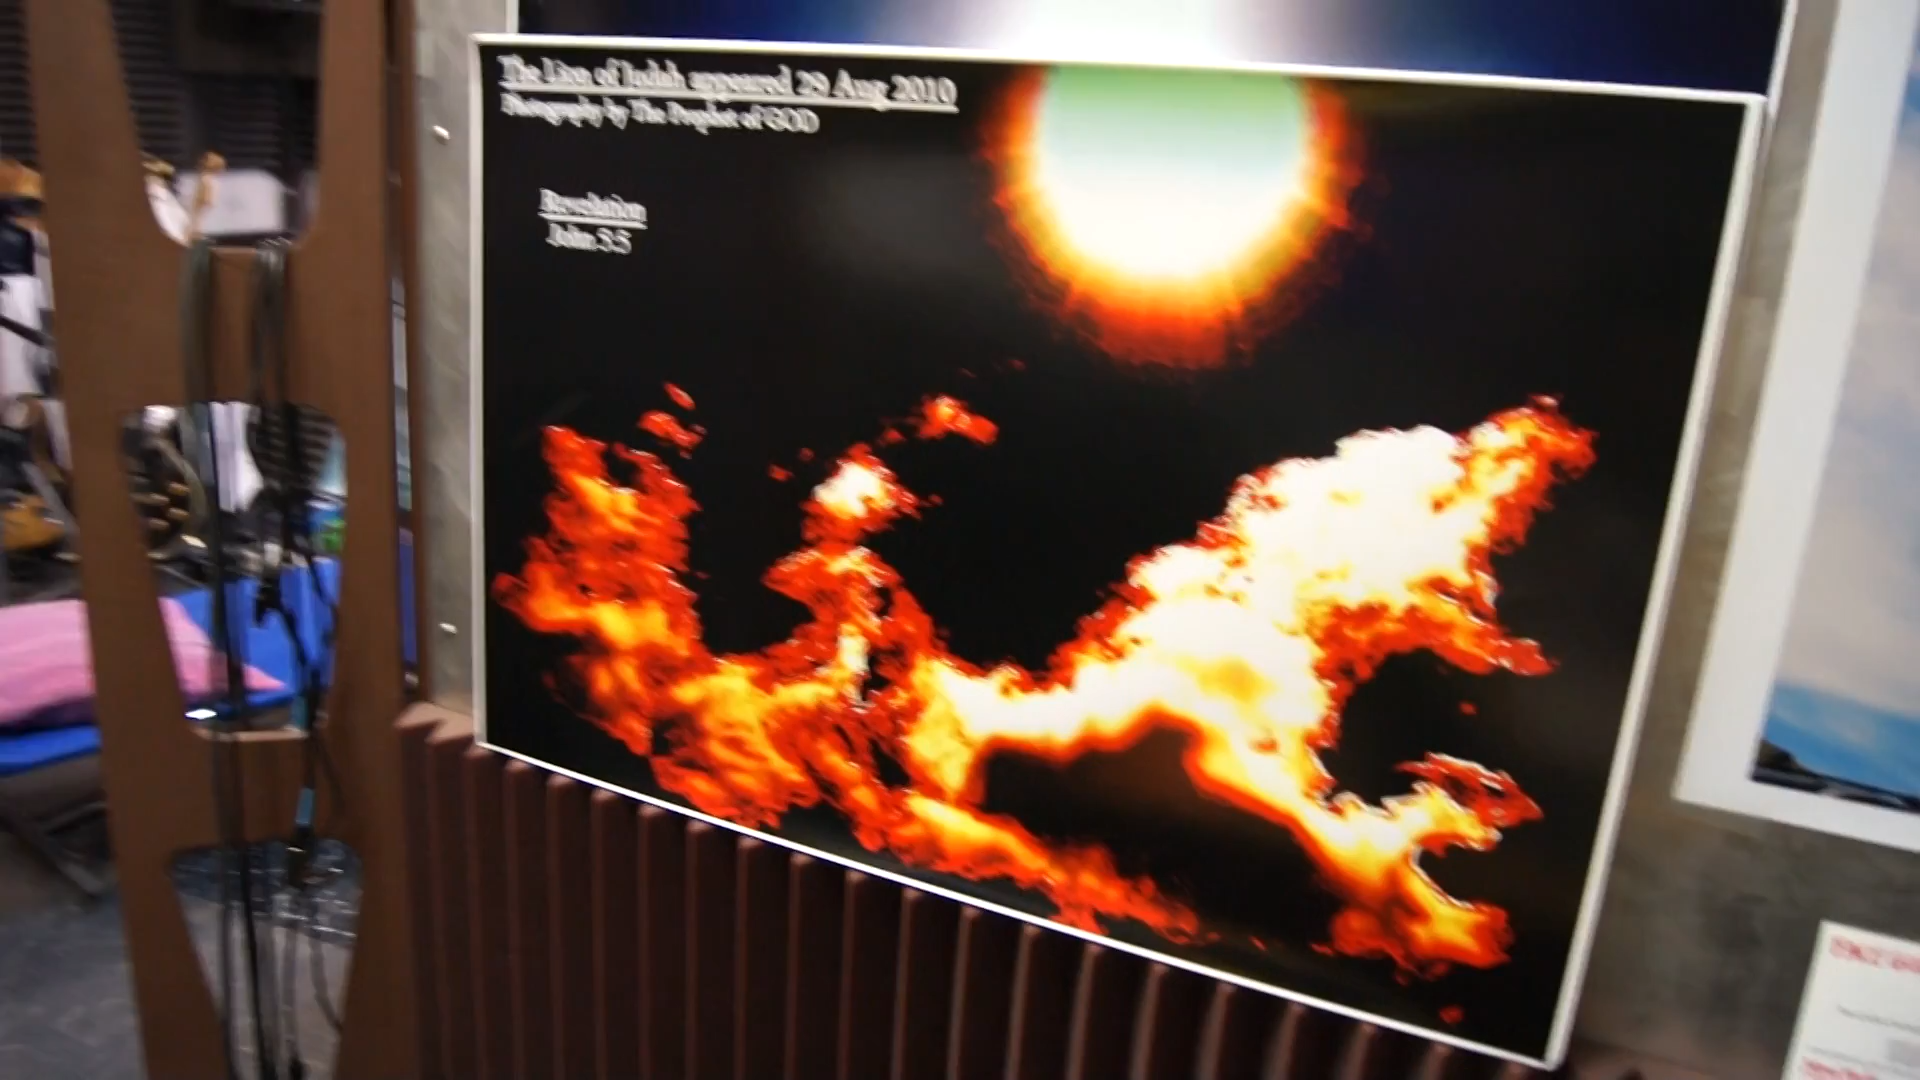 The Lion of Judah appeared 29 Aug 2010
Photography by The Prophet of GOD
Revelation
John 5:5